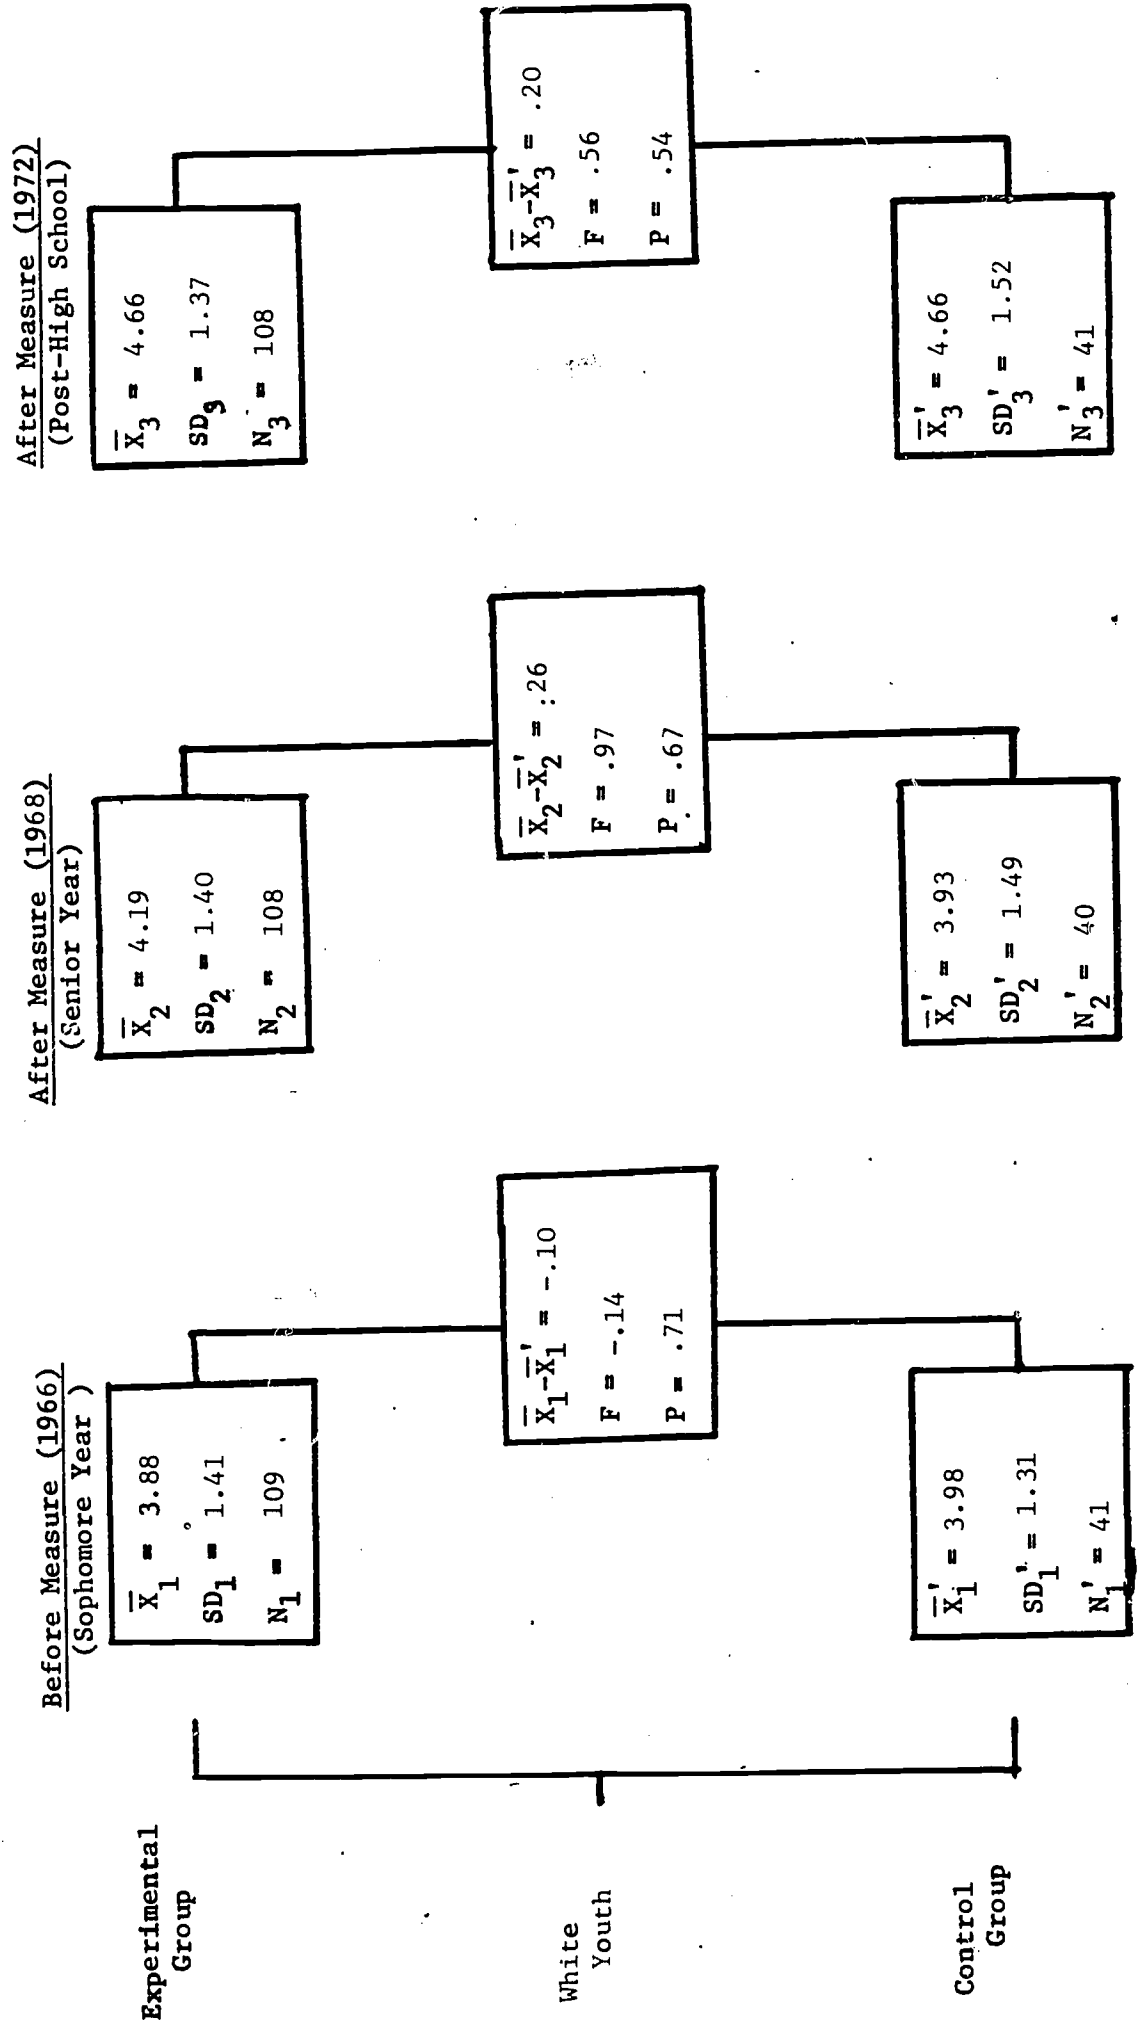 Before Measure (1966)
(Sophomore Year )
After Measure (1968)
(Senior Year)
After Measure (1972)
(Post-High School)
Experimental
Group
X̄1 = 3.88
SD1 = 1.41
N1 = 109
X̄2 = 4.19
SD2 = 1.40
N2 = 108
X̄3 = 4.66
SD3 = 1.37
N3 = 108
White
Youth
X̄1-X̄1' = -.10
F = -.14
P = .71
X̄2-X̄2' = .26
F = .97
P = .67
X̄3-X̄3' = .20
F = .56
P = .54
Control
Group
X̄1' = 3.98
SD1' = 1.31
N1' = 41
X̄2' = 3.93
SD2' = 1.49
N2' = 40
X̄3' = 4.66
SD3' = 1.52
N3' = 41